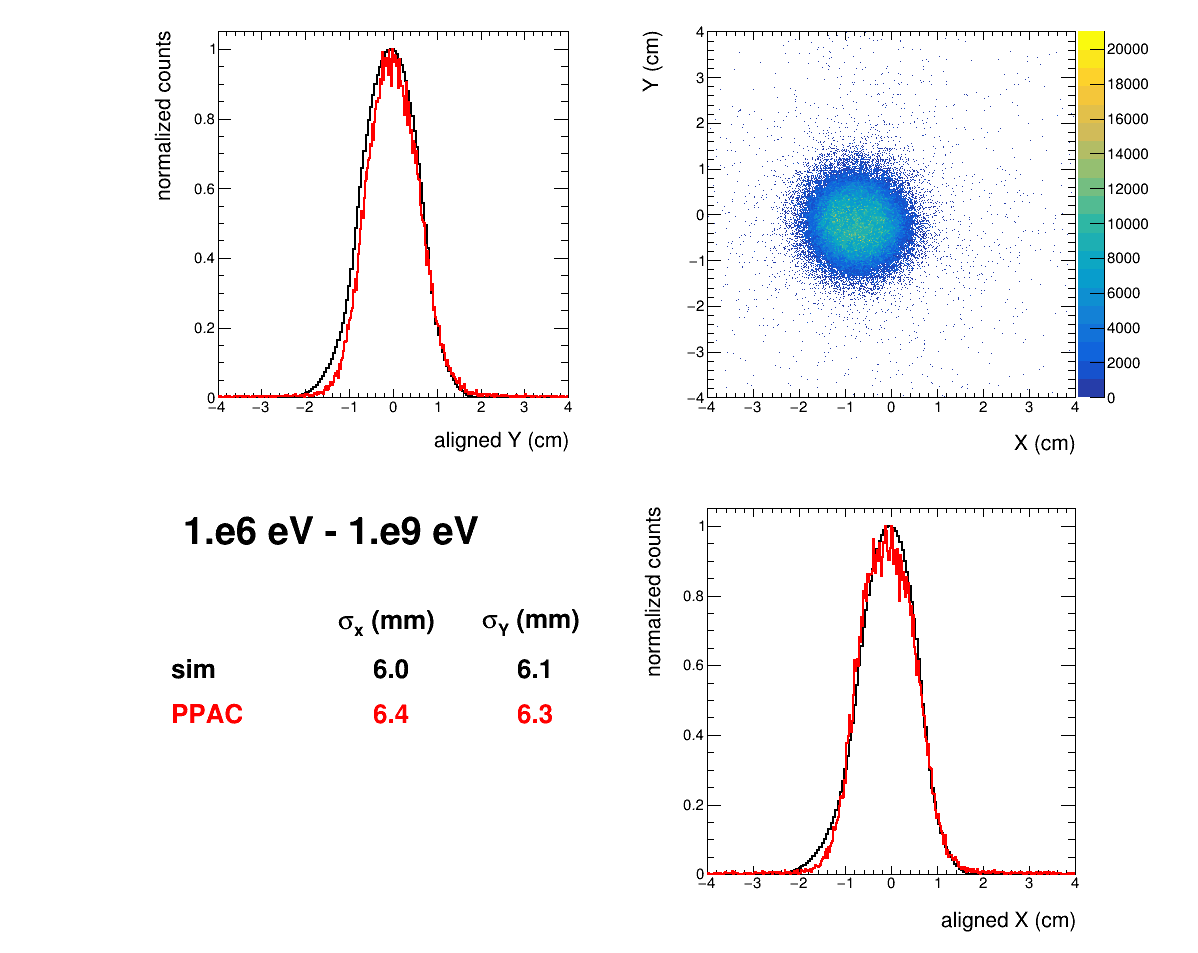 normalized counts
1
0.8
0.6
0.4
0.2
0
−4 −3 −2 −1 0 1 2 3 4
aligned Y (cm)
Y (cm)
4
3
2
1
0
−1
−2
−3
−4
−4 −3 −2 −1 0 1 2 3 4
X (cm)
20000
18000
16000
14000
12000
10000
8000
6000
4000
2000
0
1.e6 eV - 1.e9 eV
σx (mm) σY (mm)
sim 6.0 6.1
PPAC 6.4 6.3
normalized counts
1
0.8
0.6
0.4
0.2
0
−4 −3 −2 −1 0 1 2 3 4
aligned X (cm)